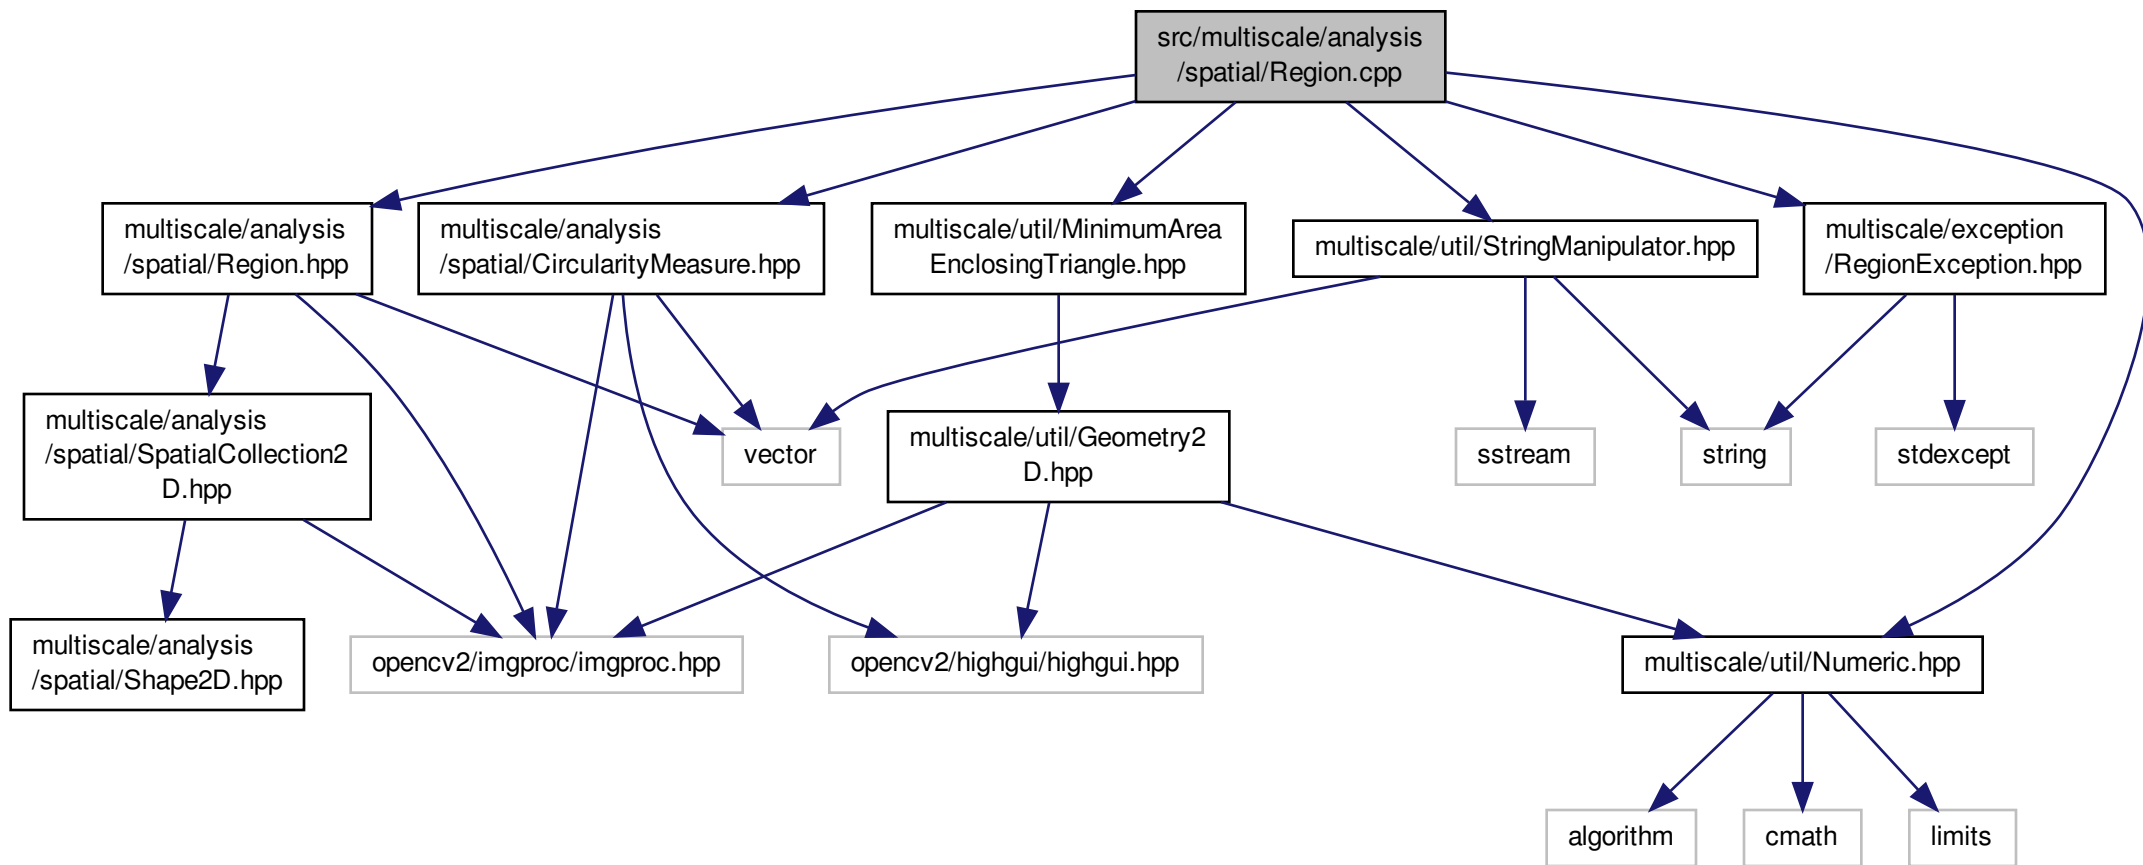 src/multiscale/analysis
/spatial/Region.cpp
multiscale/analysis
/spatial/Region.hpp
multiscale/analysis
/spatial/CircularityMeasure.hpp
multiscale/util/MinimumArea
EnclosingTriangle.hpp
multiscale/util/StringManipulator.hpp
multiscale/exception
/RegionException.hpp
multiscale/analysis
/spatial/SpatialCollection2
D.hpp
vector
multiscale/util/Geometry2
D.hpp
sstream
string
stdexcept
multiscale/analysis
/spatial/Shape2D.hpp
opencv2/imgproc/imgproc.hpp
opencv2/highgui/highgui.hpp
multiscale/util/Numeric.hpp
algorithm
cmath
limits